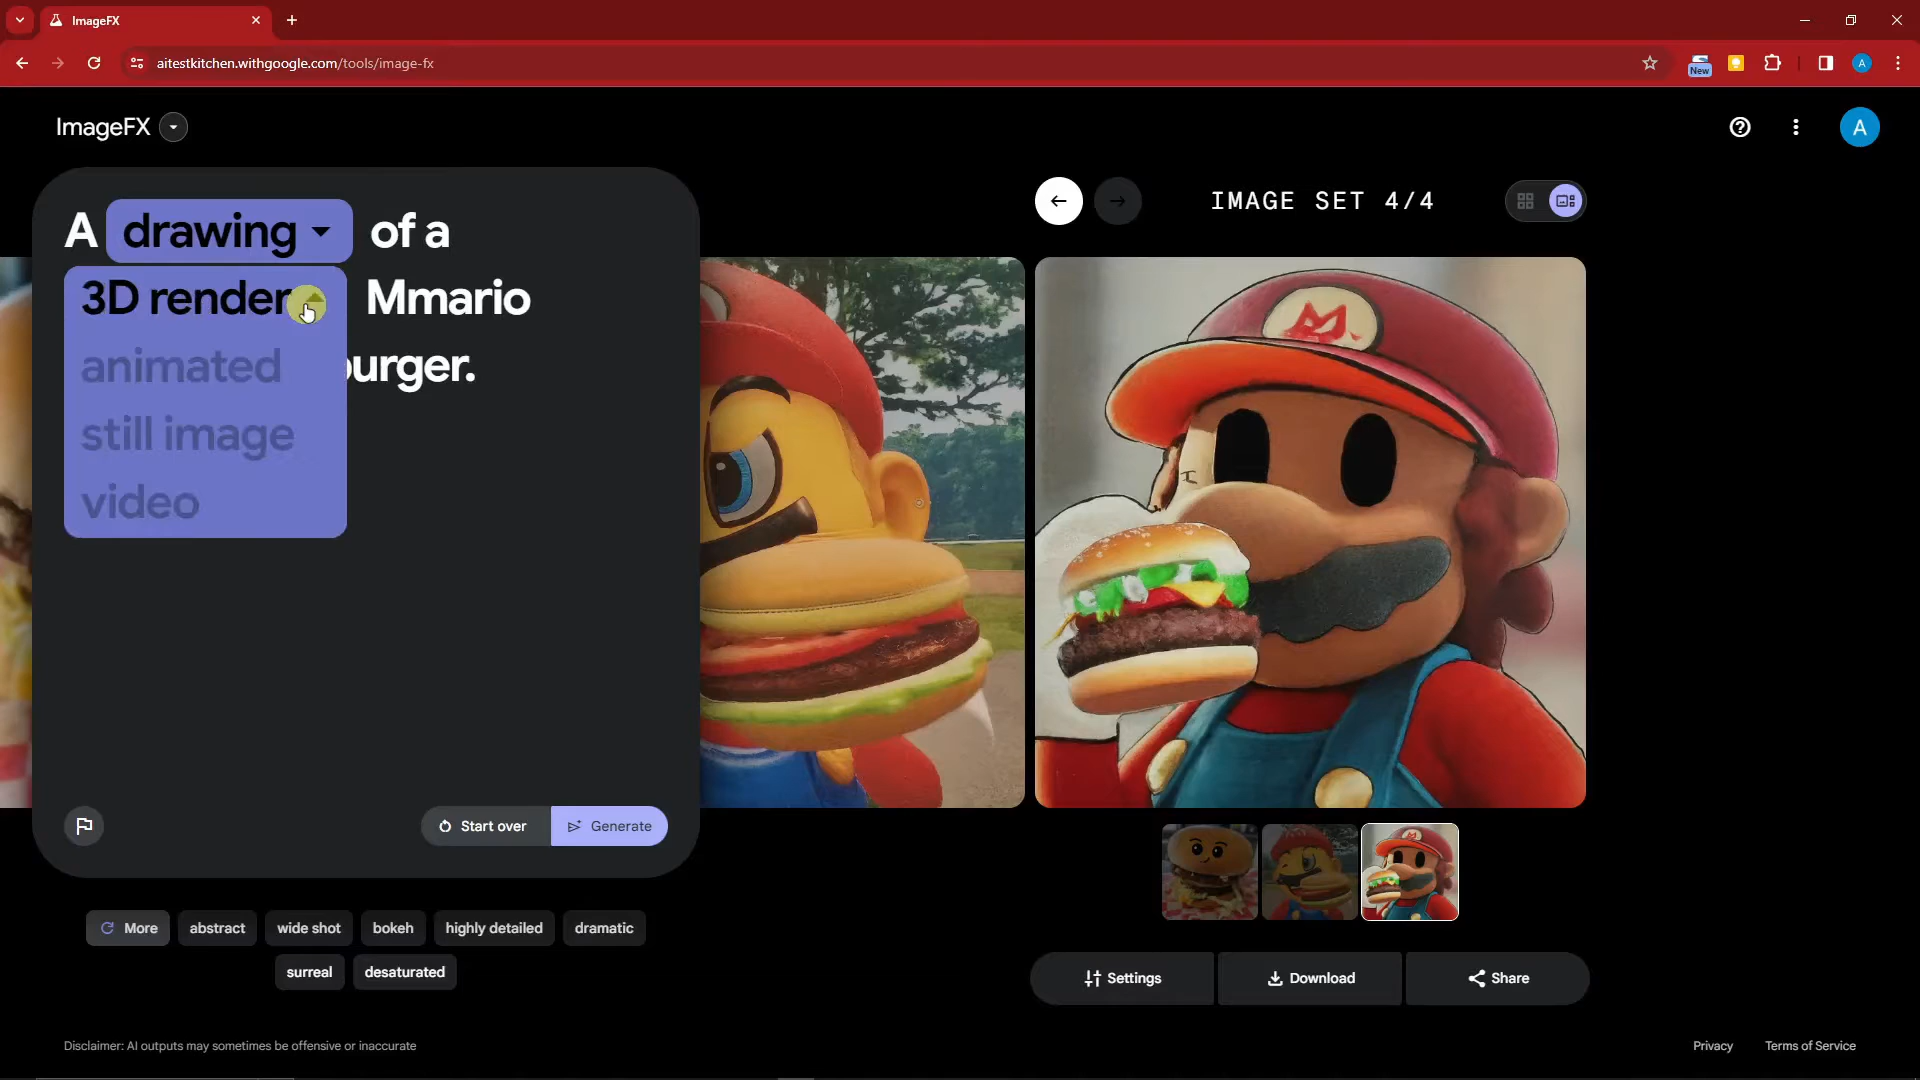 ImageFX
aitestkitchen.withgoogle.com/tools/image-fx
New
A
ImageFX
A
A drawing of a
3D render Mmario
burger.
animated
still image
video
Start over
Generate
More
abstract
wide shot
bokeh
highly detailed
dramatic
surreal
desaturated
IMAGE SET 4/4
M
Settings
Download
Share
Disclaimer: AI outputs may sometimes be offensive or inaccurate
Privacy
Terms of Service